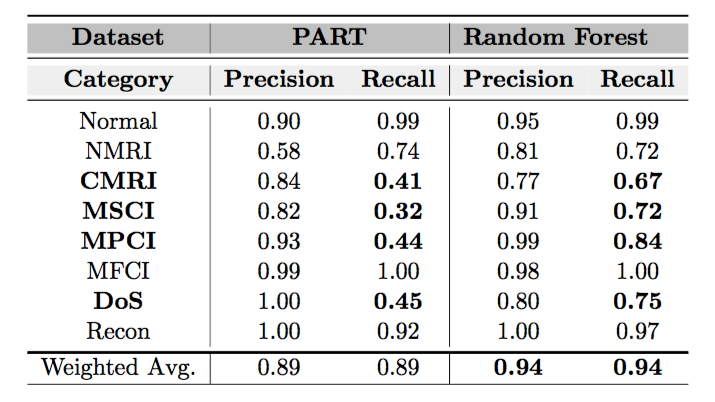 Dataset PART Random Forest
Category Precision Recall Precision Recall
Normal 0.90 0.99 0.95 0.99
NMRI 0.58 0.74 0.81 0.72
CMRI 0.84 0.41 0.77 0.67
MSCI 0.82 0.32 0.91 0.72
MPCI 0.93 0.44 0.99 0.84
MFCI 0.99 1.00 0.98 1.00
DoS 1.00 0.45 0.80 0.75
Recon 1.00 0.92 1.00 0.97
Weighted Avg. 0.89 0.89 0.94 0.94